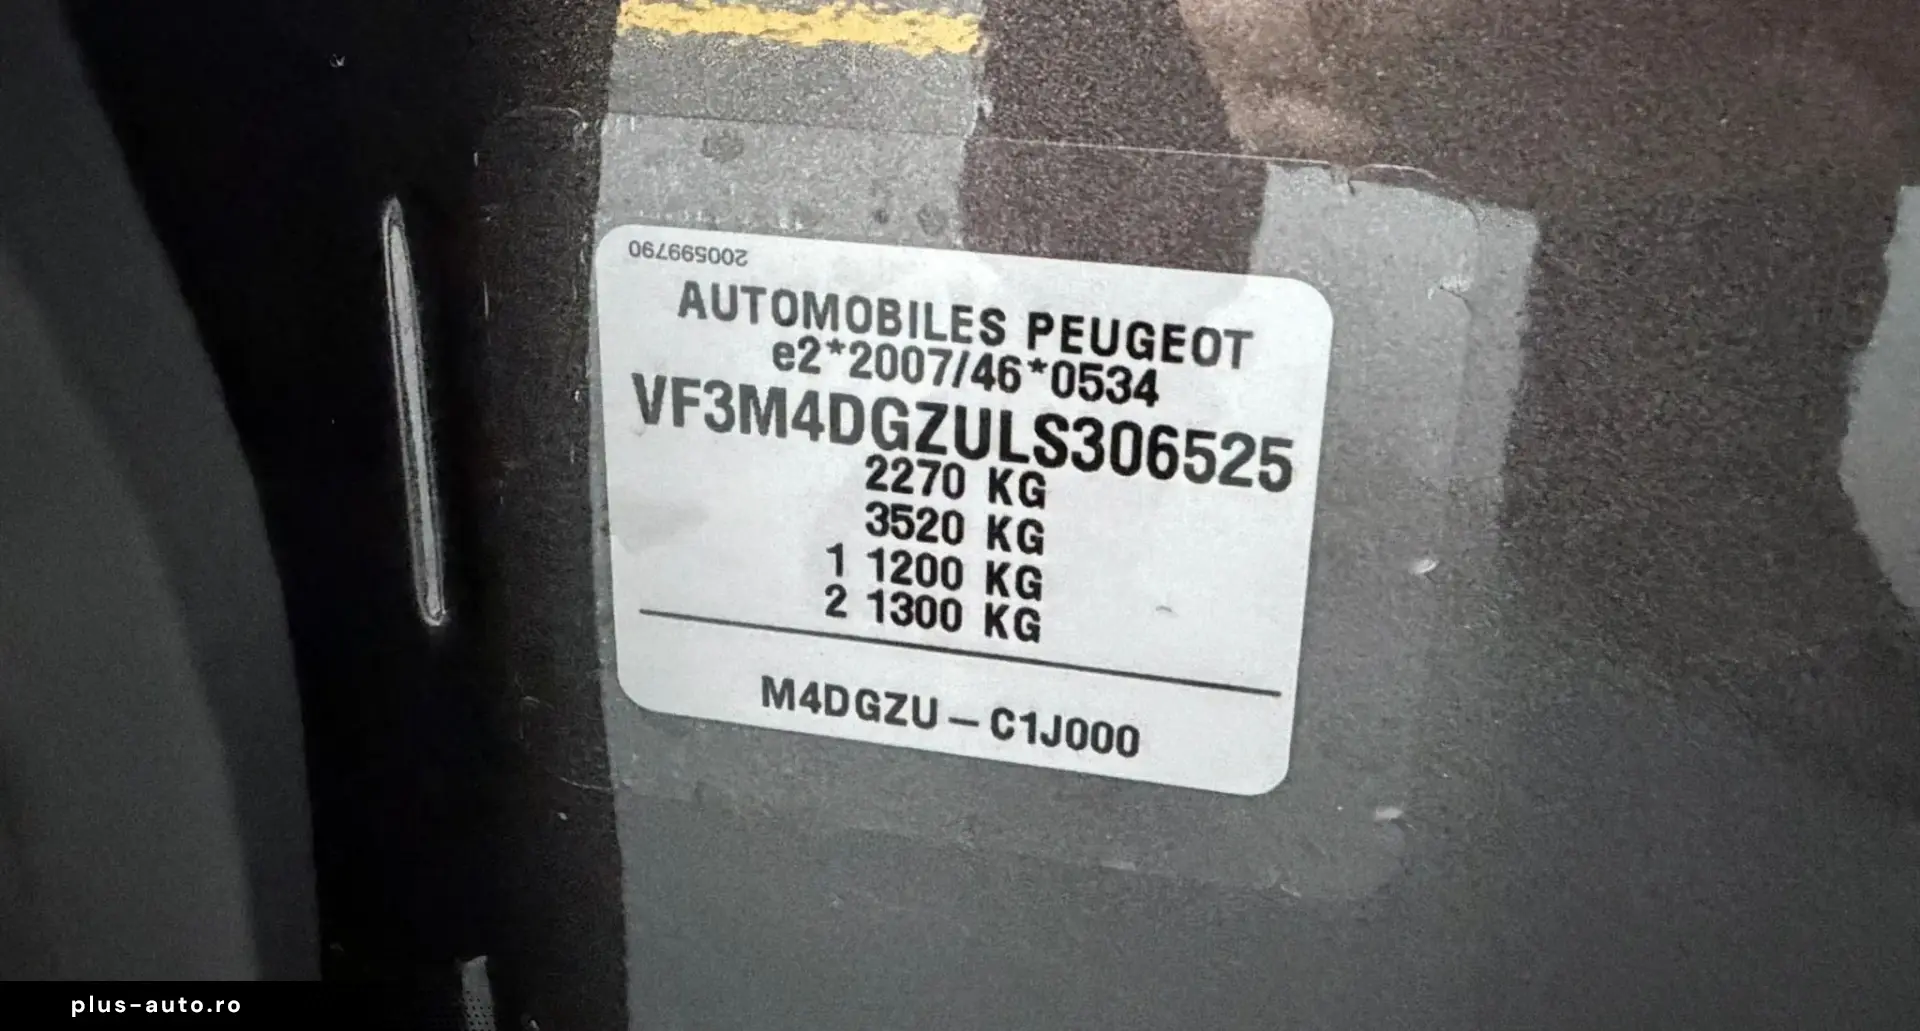 200599790
AUTOMOBILES PEUGEOT
e2*2007/46*0534
VF3M4DGZULS306525
2270 KG
3520 KG
1 1200 KG
2 1300 KG
M4DGZU – C1J000
plus-auto.ro